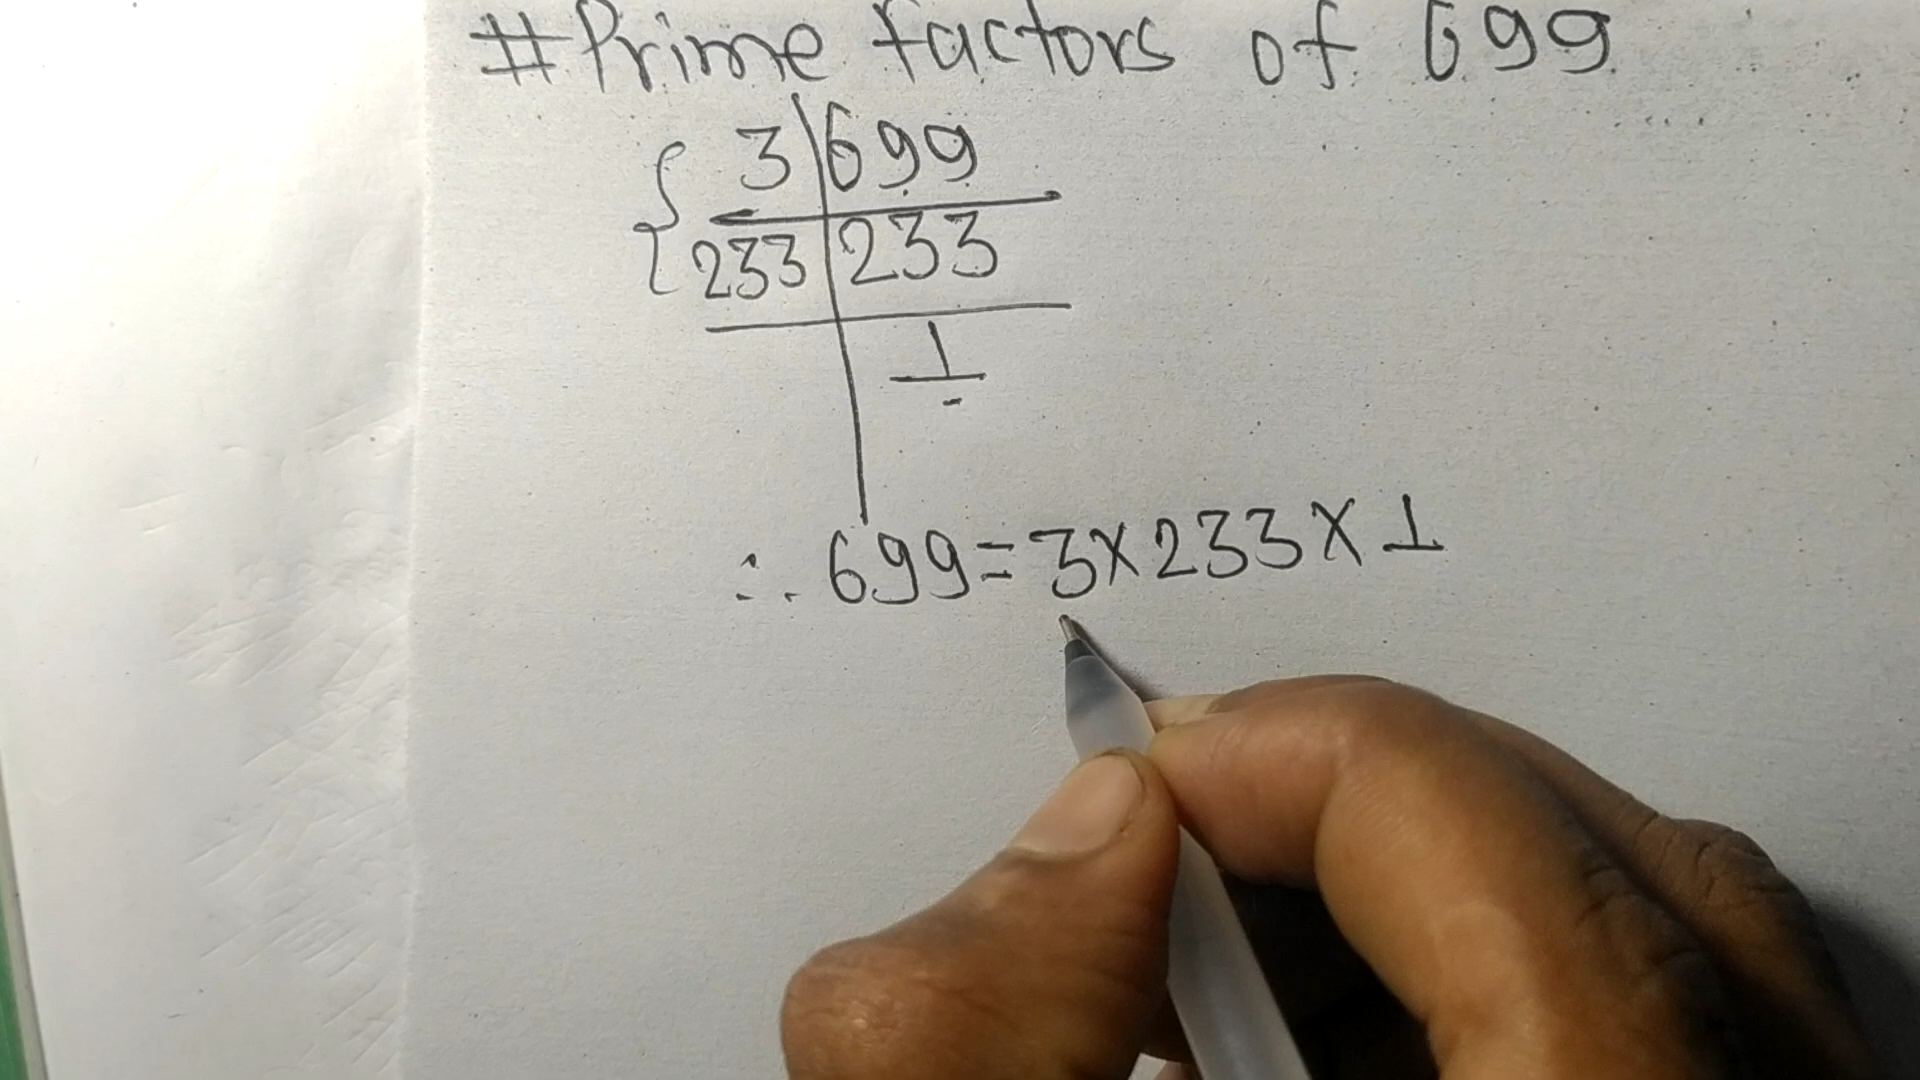 #Prime factors of 699
3 699
233 233
1
∴ 699=3×233×1